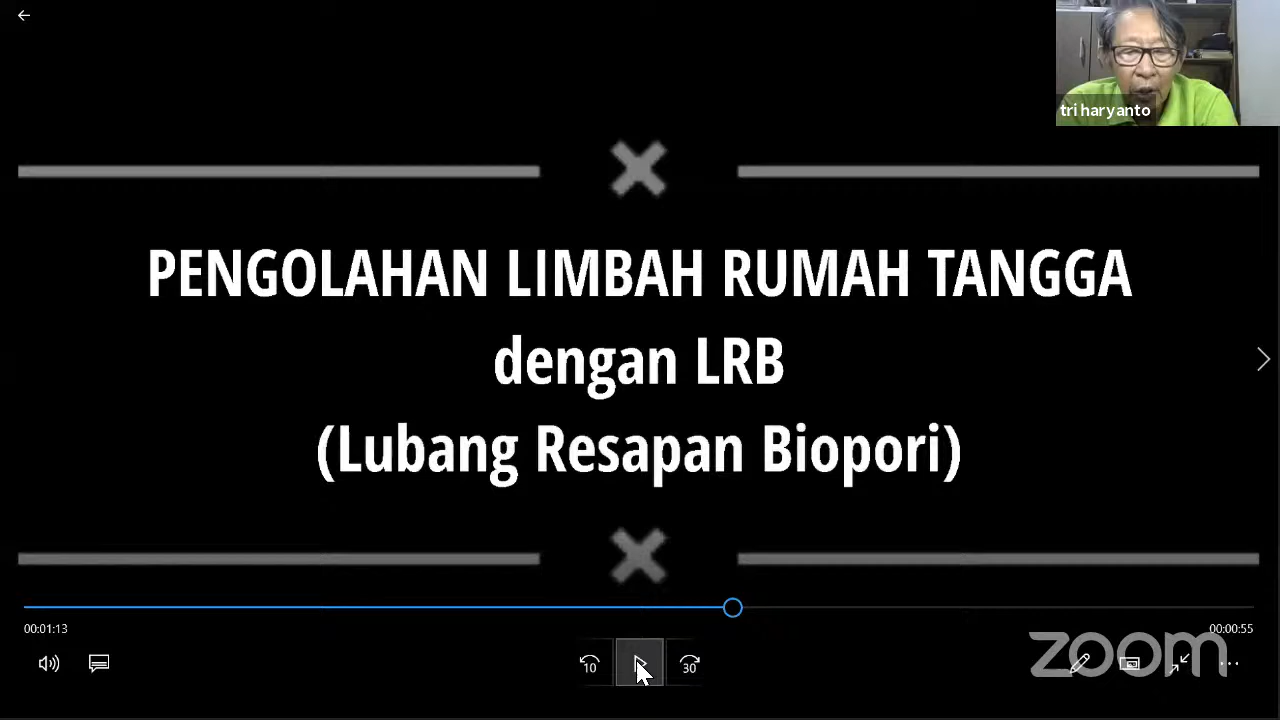 tri haryanto
PENGOLAHAN LIMBAH RUMAH TANGGA
dengan LRB
(Lubang Resapan Biopori)
00:01:13
00:00:55
10
30
zoom